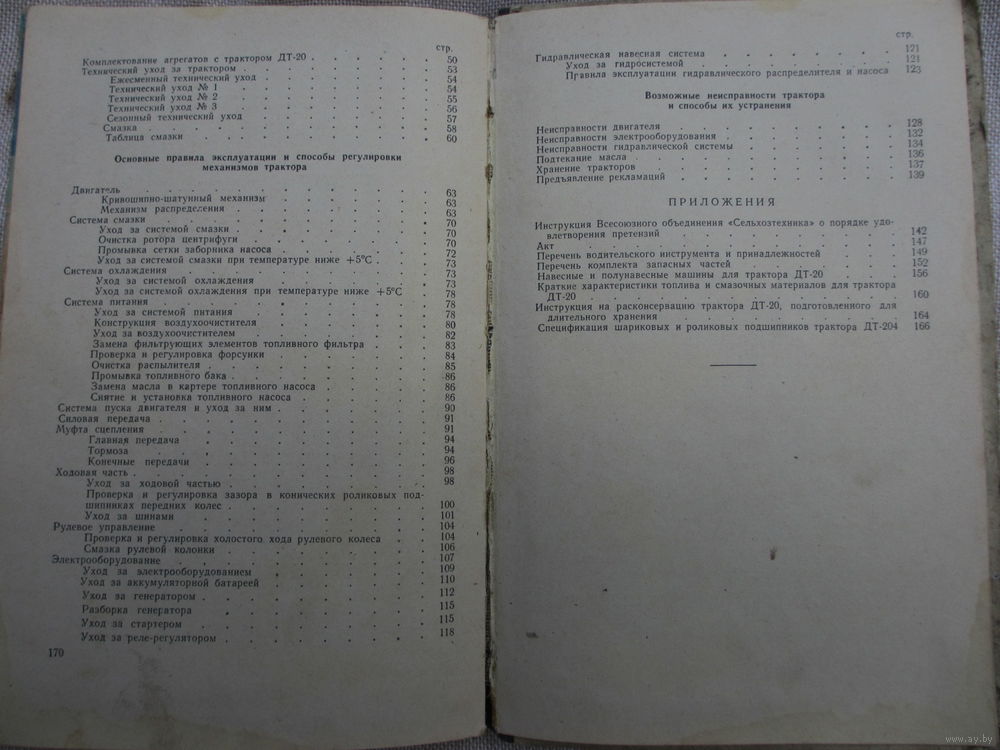 стр.
Комплектование агрегатов с трактором ДТ-20 . . . . 50
Технический уход за трактором . . . . 53
Ежесменный технический уход . . . . 54
Технический уход № 1 . . . . 54
Технический уход № 2 . . . . 55
Технический уход № 3 . . . . 56
Сезонный технический уход . . . . 57
Смазка . . . . 58
Таблица смазки . . . . 60
Основные правила эксплуатации и способы регулировки
механизмов трактора
Двигатель . . . . 63
Кривошипно-шатунный механизм . . . . 63
Механизм распределения . . . . 63
Система смазки . . . . 70
Уход за системой смазки . . . . 70
Очистка ротора центрифуги . . . . 70
Промывка сетки заборника насоса . . . . 72
Уход за системой смазки при температуре ниже +5°С . . . . 73
Система охлаждения . . . . 73
Уход за системой охлаждения . . . . 73
Уход за системой охлаждения при температуре ниже +5°С . . . . 78
Система питания . . . . 78
Уход за системой питания . . . . 78
Конструкция воздухоочистителя . . . . 80
Уход за воздухоочистителем . . . . 82
Замена фильтрующих элементов топливного фильтра . . . . 83
Проверка и регулировка форсунки . . . . 84
Очистка распылителя . . . . 85
Промывка топливного бака . . . . 86
Замена масла в картере топливного насоса . . . . 86
Снятие и установка топливного насоса . . . . 86
Система пуска двигателя и уход за ним . . . . 90
Силовая передача . . . . 91
Муфта сцепления . . . . 91
Главная передача . . . . 94
Тормоза . . . . 94
Конечные передачи . . . . 96
Ходовая часть . . . . 98
Уход за ходовой частью . . . . 98
Проверка и регулировка зазора в конических роликовых под-
шипниках передних колес . . . . 100
Уход за шинами . . . . 101
Рулевое управление . . . . 104
Проверка и регулировка холостого хода рулевого колеса . . . . 104
Смазка рулевой колонки . . . . 106
Электрооборудование . . . . 107
Уход за электрооборудованием . . . . 109
Уход за аккумуляторной батареей . . . . 110
Уход за генератором . . . . 112
Разборка генератора . . . . 115
Уход за стартером . . . . 115
Уход за реле-регулятором . . . . 118
170
стр.
Гидравлическая навесная система . . . . 121
Уход за гидросистемой . . . . 121
Правила эксплуатации гидравлического распределителя и насоса 123
Возможные неисправности трактора
и способы их устранения
Неисправности двигателя . . . . 128
Неисправности электрооборудования . . . . 132
Неисправности гидравлической системы . . . . 134
Подтекание масла . . . . 136
Хранение тракторов . . . . 137
Предъявление рекламаций . . . . 139
ПРИЛОЖЕНИЯ
Инструкция Всесоюзного объединения «Сельхозтехника» о порядке удо-
влетворения претензий . . . . 142
Акт . . . . 147
Перечень водительского инструмента и принадлежностей . . . . 149
Перечень комплекта запасных частей . . . . 152
Навесные и полунавесные машины для трактора ДТ-20 . . . . 156
Краткие характеристики топлива и смазочных материалов для трактора
ДТ-20 . . . . 160
Инструкция на расконсервацию трактора ДТ-20, подготовленного для
длительного хранения . . . . 164
Спецификация шариковых и роликовых подшипников трактора ДТ-204 166
www.ay.by